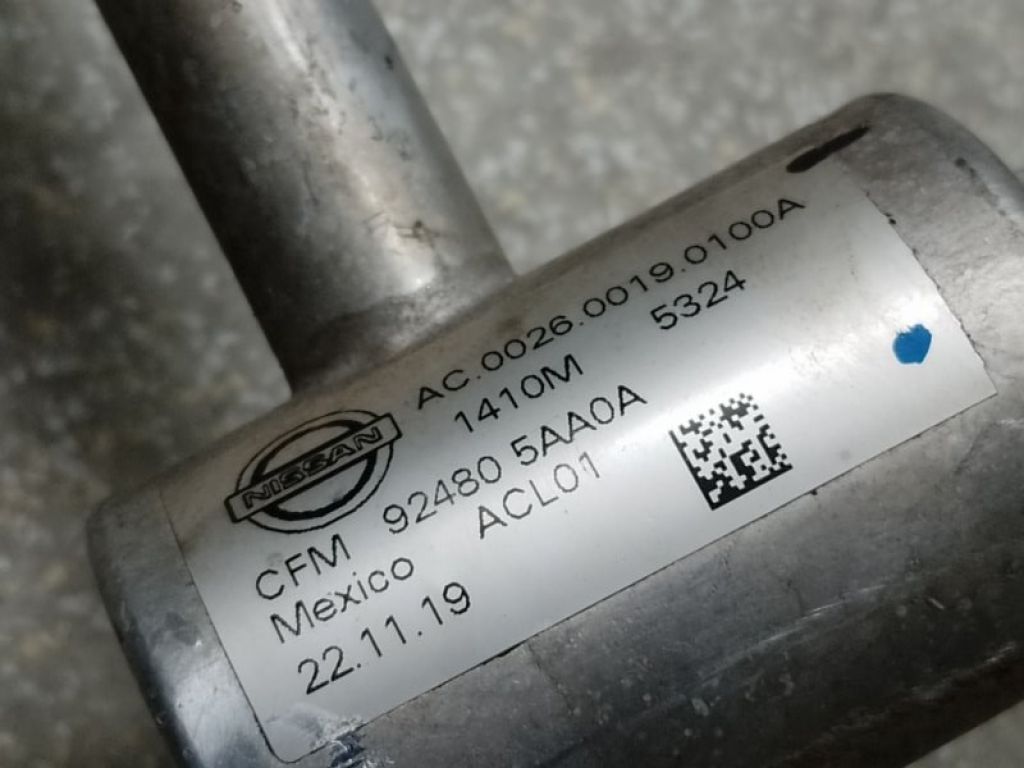 AC.0026.0019.0100A
1410M 5324
NISSAN
92480 5AA0A
CFM ACL01
Mexico
22.11.19